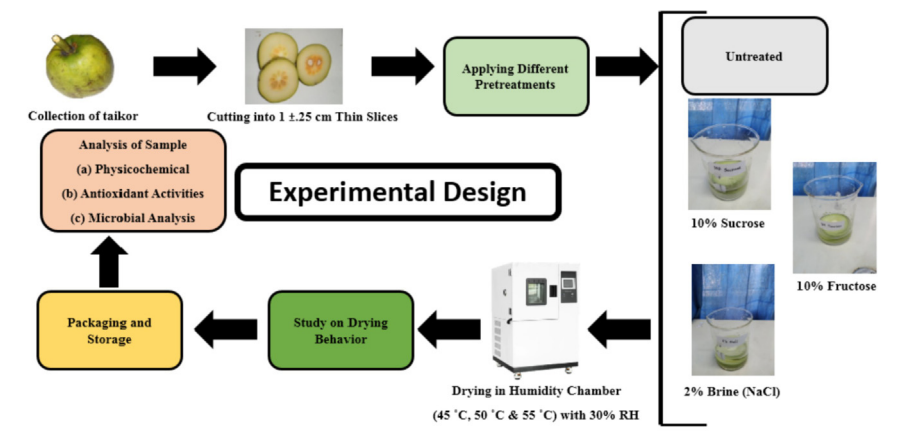 Collection of taikor
Cutting into 1 ±.25 cm Thin Slices
Applying Different
Pretreatments
Untreated
10% Sucrose
10% Fructose
2% Brine (NaCl)
Drying in Humidity Chamber
(45 ˚C, 50 ˚C & 55 ˚C) with 30% RH
Study on Drying
Behavior
Packaging and
Storage
Analysis of Sample
(a) Physicochemical
(b) Antioxidant Activities
(c) Microbial Analysis
Experimental Design